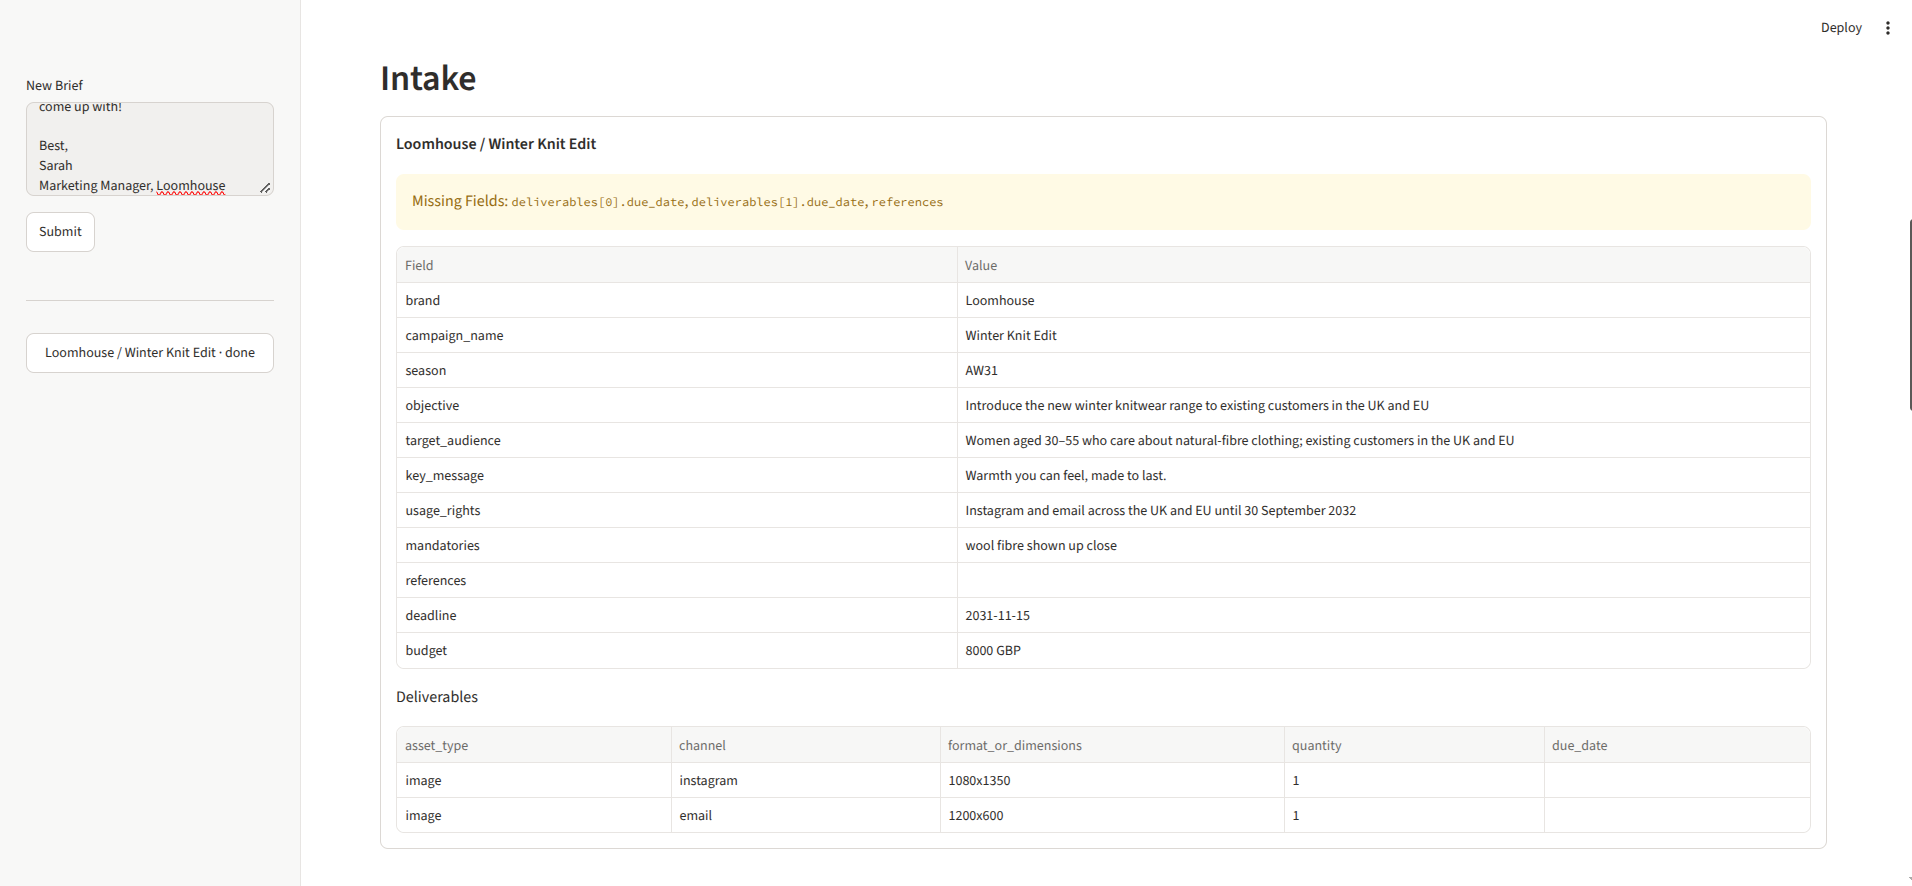 Deploy
New Brief
come up with!
Best,
Sarah
Marketing Manager, Loomhouse
Submit
Loomhouse / Winter Knit Edit · done
Intake
Loomhouse / Winter Knit Edit
Missing Fields: deliverables[0].due_date, deliverables[1].due_date, references
Field Value
brand Loomhouse
campaign_name Winter Knit Edit
season AW31
objective Introduce the new winter knitwear range to existing customers in the UK and EU
target_audience Women aged 30–55 who care about natural-fibre clothing; existing customers in the UK and EU
key_message Warmth you can feel, made to last.
usage_rights Instagram and email across the UK and EU until 30 September 2032
mandatories wool fibre shown up close
references
deadline 2031-11-15
budget 8000 GBP
Deliverables
asset_type channel format_or_dimensions quantity due_date
image instagram 1080x1350 1
image email 1200x600 1